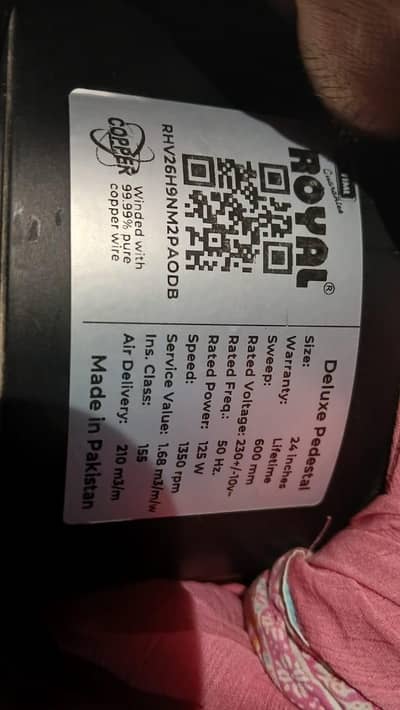 TIME
ROYAL®
RHV26H9NM2PAODB
COPPER
Winded with
99.99% pure
copper wire
Deluxe Pedestal
Size: 24 inches
Warranty: Lifetime
Sweep: 600 mm
Rated Voltage: 230+/-10v~
Rated Freq.: 50 Hz.
Rated Power: 125 W
Speed: 1350 rpm
Service Value: 1.68 m3/m/w
Ins. Class: 155
Air Delivery: 210 m3/m
Made in Pakistan